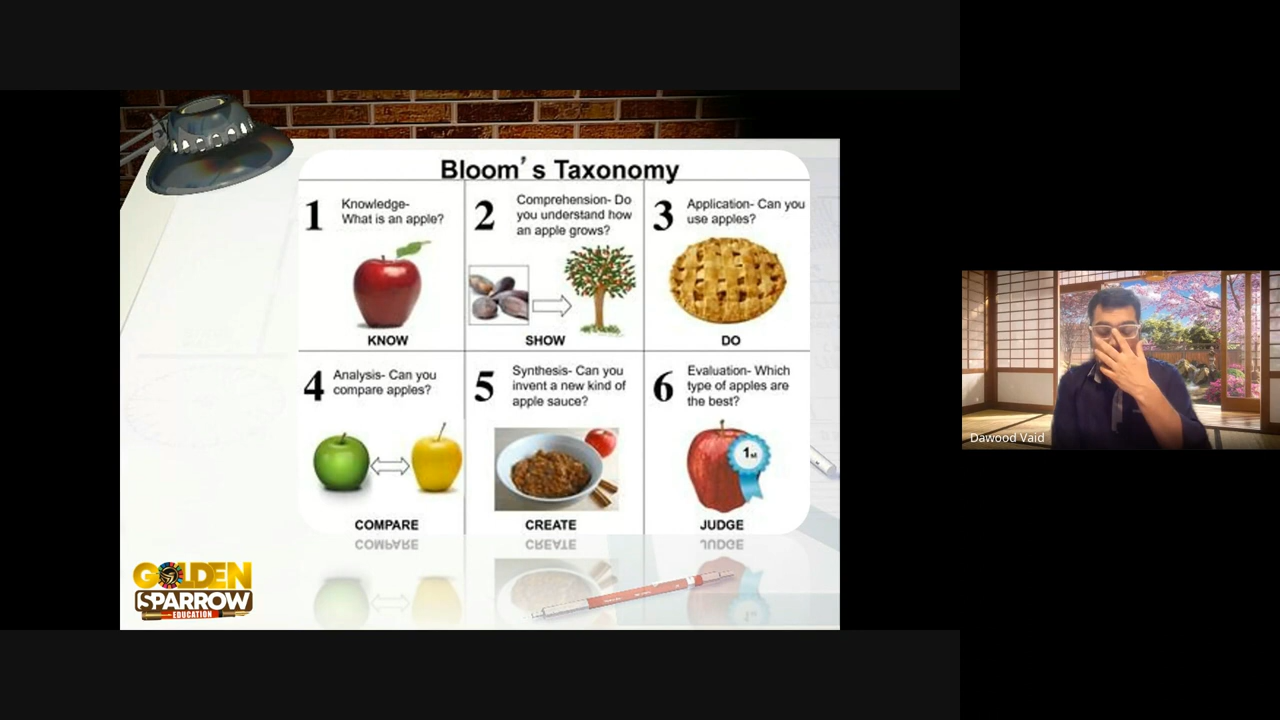 Bloom's Taxonomy
1
Knowledge-
What is an apple?
KNOW
2
Comprehension- Do
you understand how
an apple grows?
SHOW
3
Application- Can you
use apples?
DO
4
Analysis- Can you
compare apples?
COMPARE
5
Synthesis- Can you
invent a new kind of
apple sauce?
CREATE
6
Evaluation- Which
type of apples are
the best?
1st
JUDGE
COMPARE
CREATE
JUDGE
GOLDEN
SPARROW
EDUCATION
Dawood Vaid